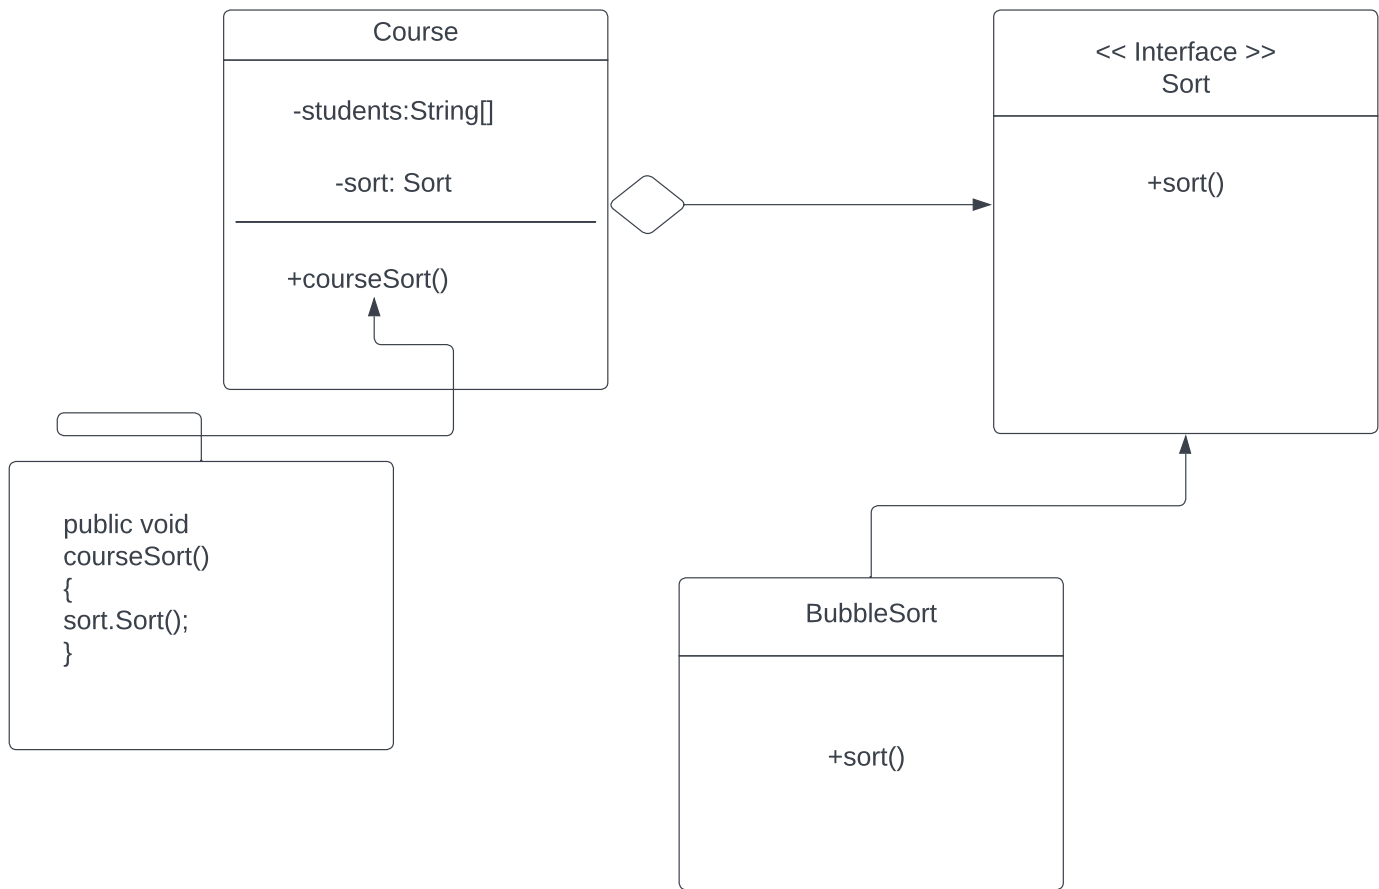 Course
-students:String[]
-sort: Sort
+courseSort()
<< Interface >>
Sort
+sort()
public void
courseSort()
{
sort.Sort();
}
BubbleSort
+sort()